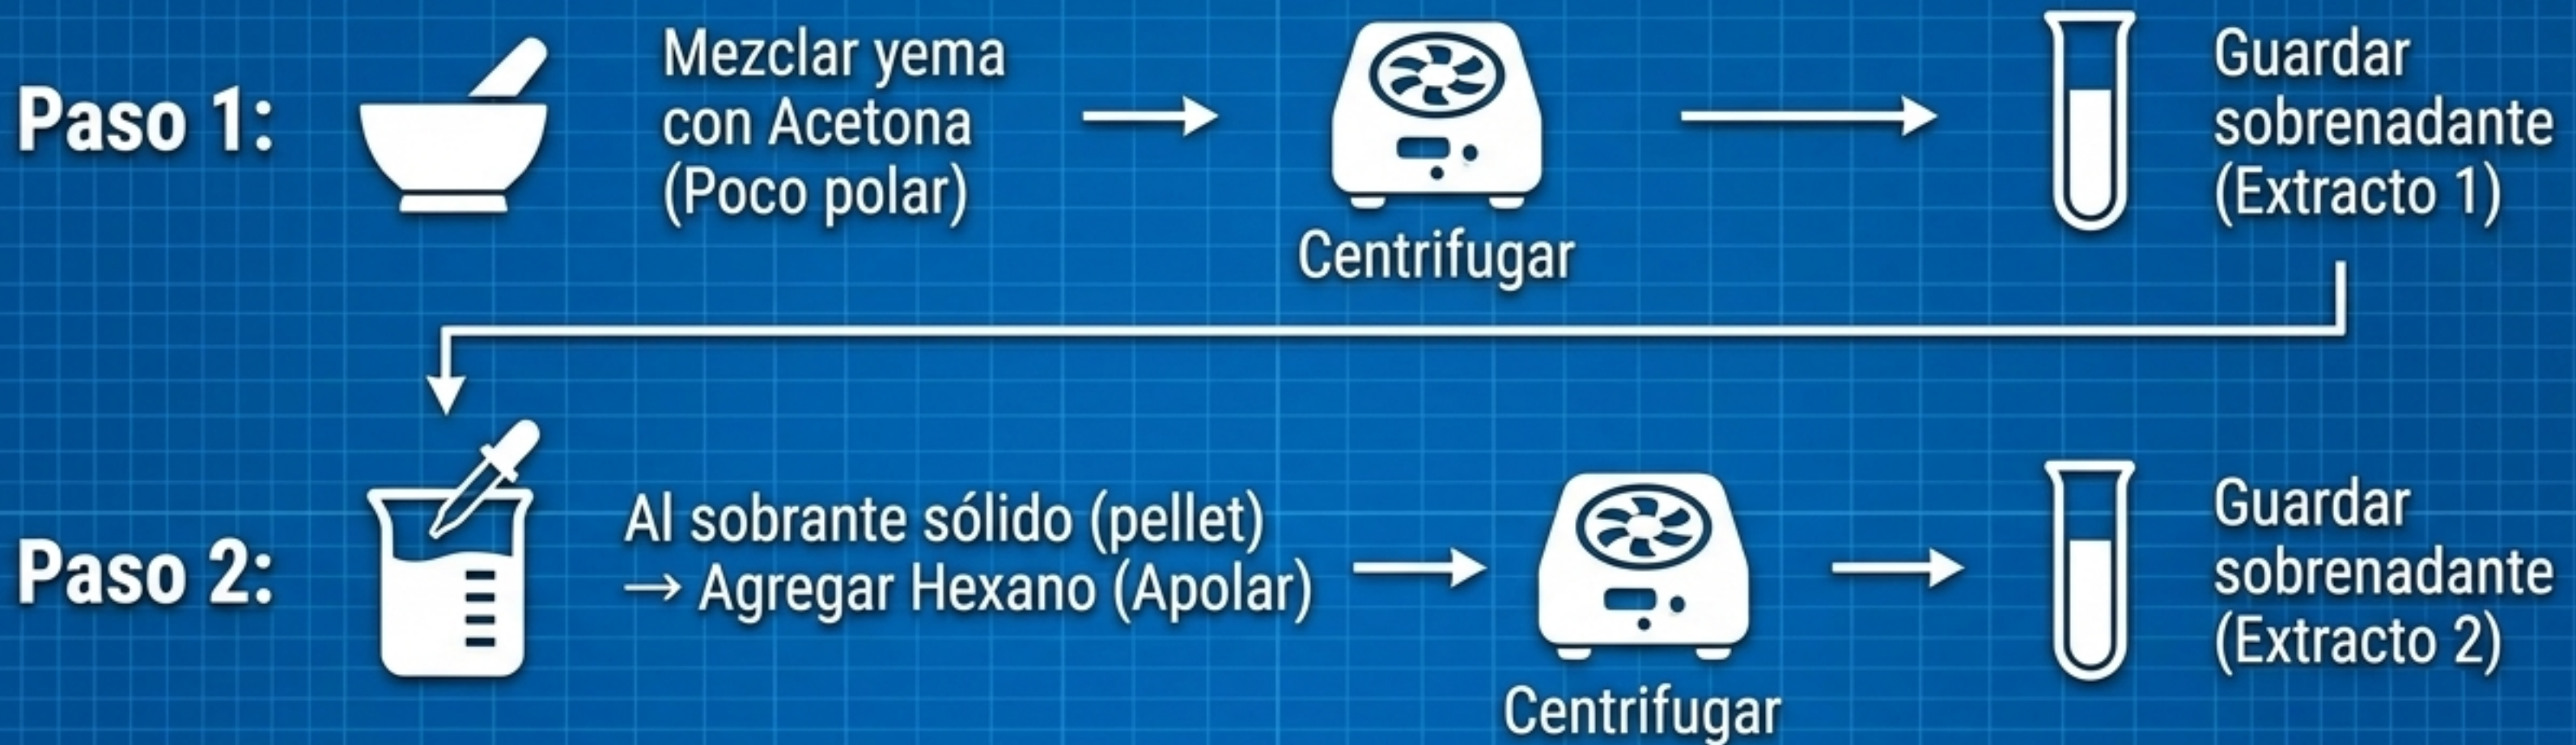 Paso 1:
Mezclar yema
con Acetona
(Poco polar)
Centrifugar
Guardar
sobrenadante
(Extracto 1)
Paso 2:
Al sobrante sólido (pellet)
→ Agregar Hexano (Apolar)
Centrifugar
Guardar
sobrenadante
(Extracto 2)